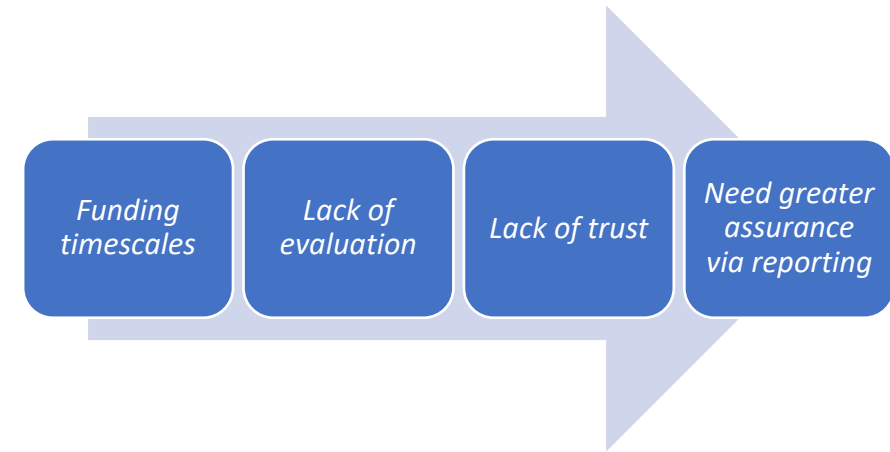 Funding
timescales
Lack of
evaluation
Lack of trust
Need greater
assurance
via reporting